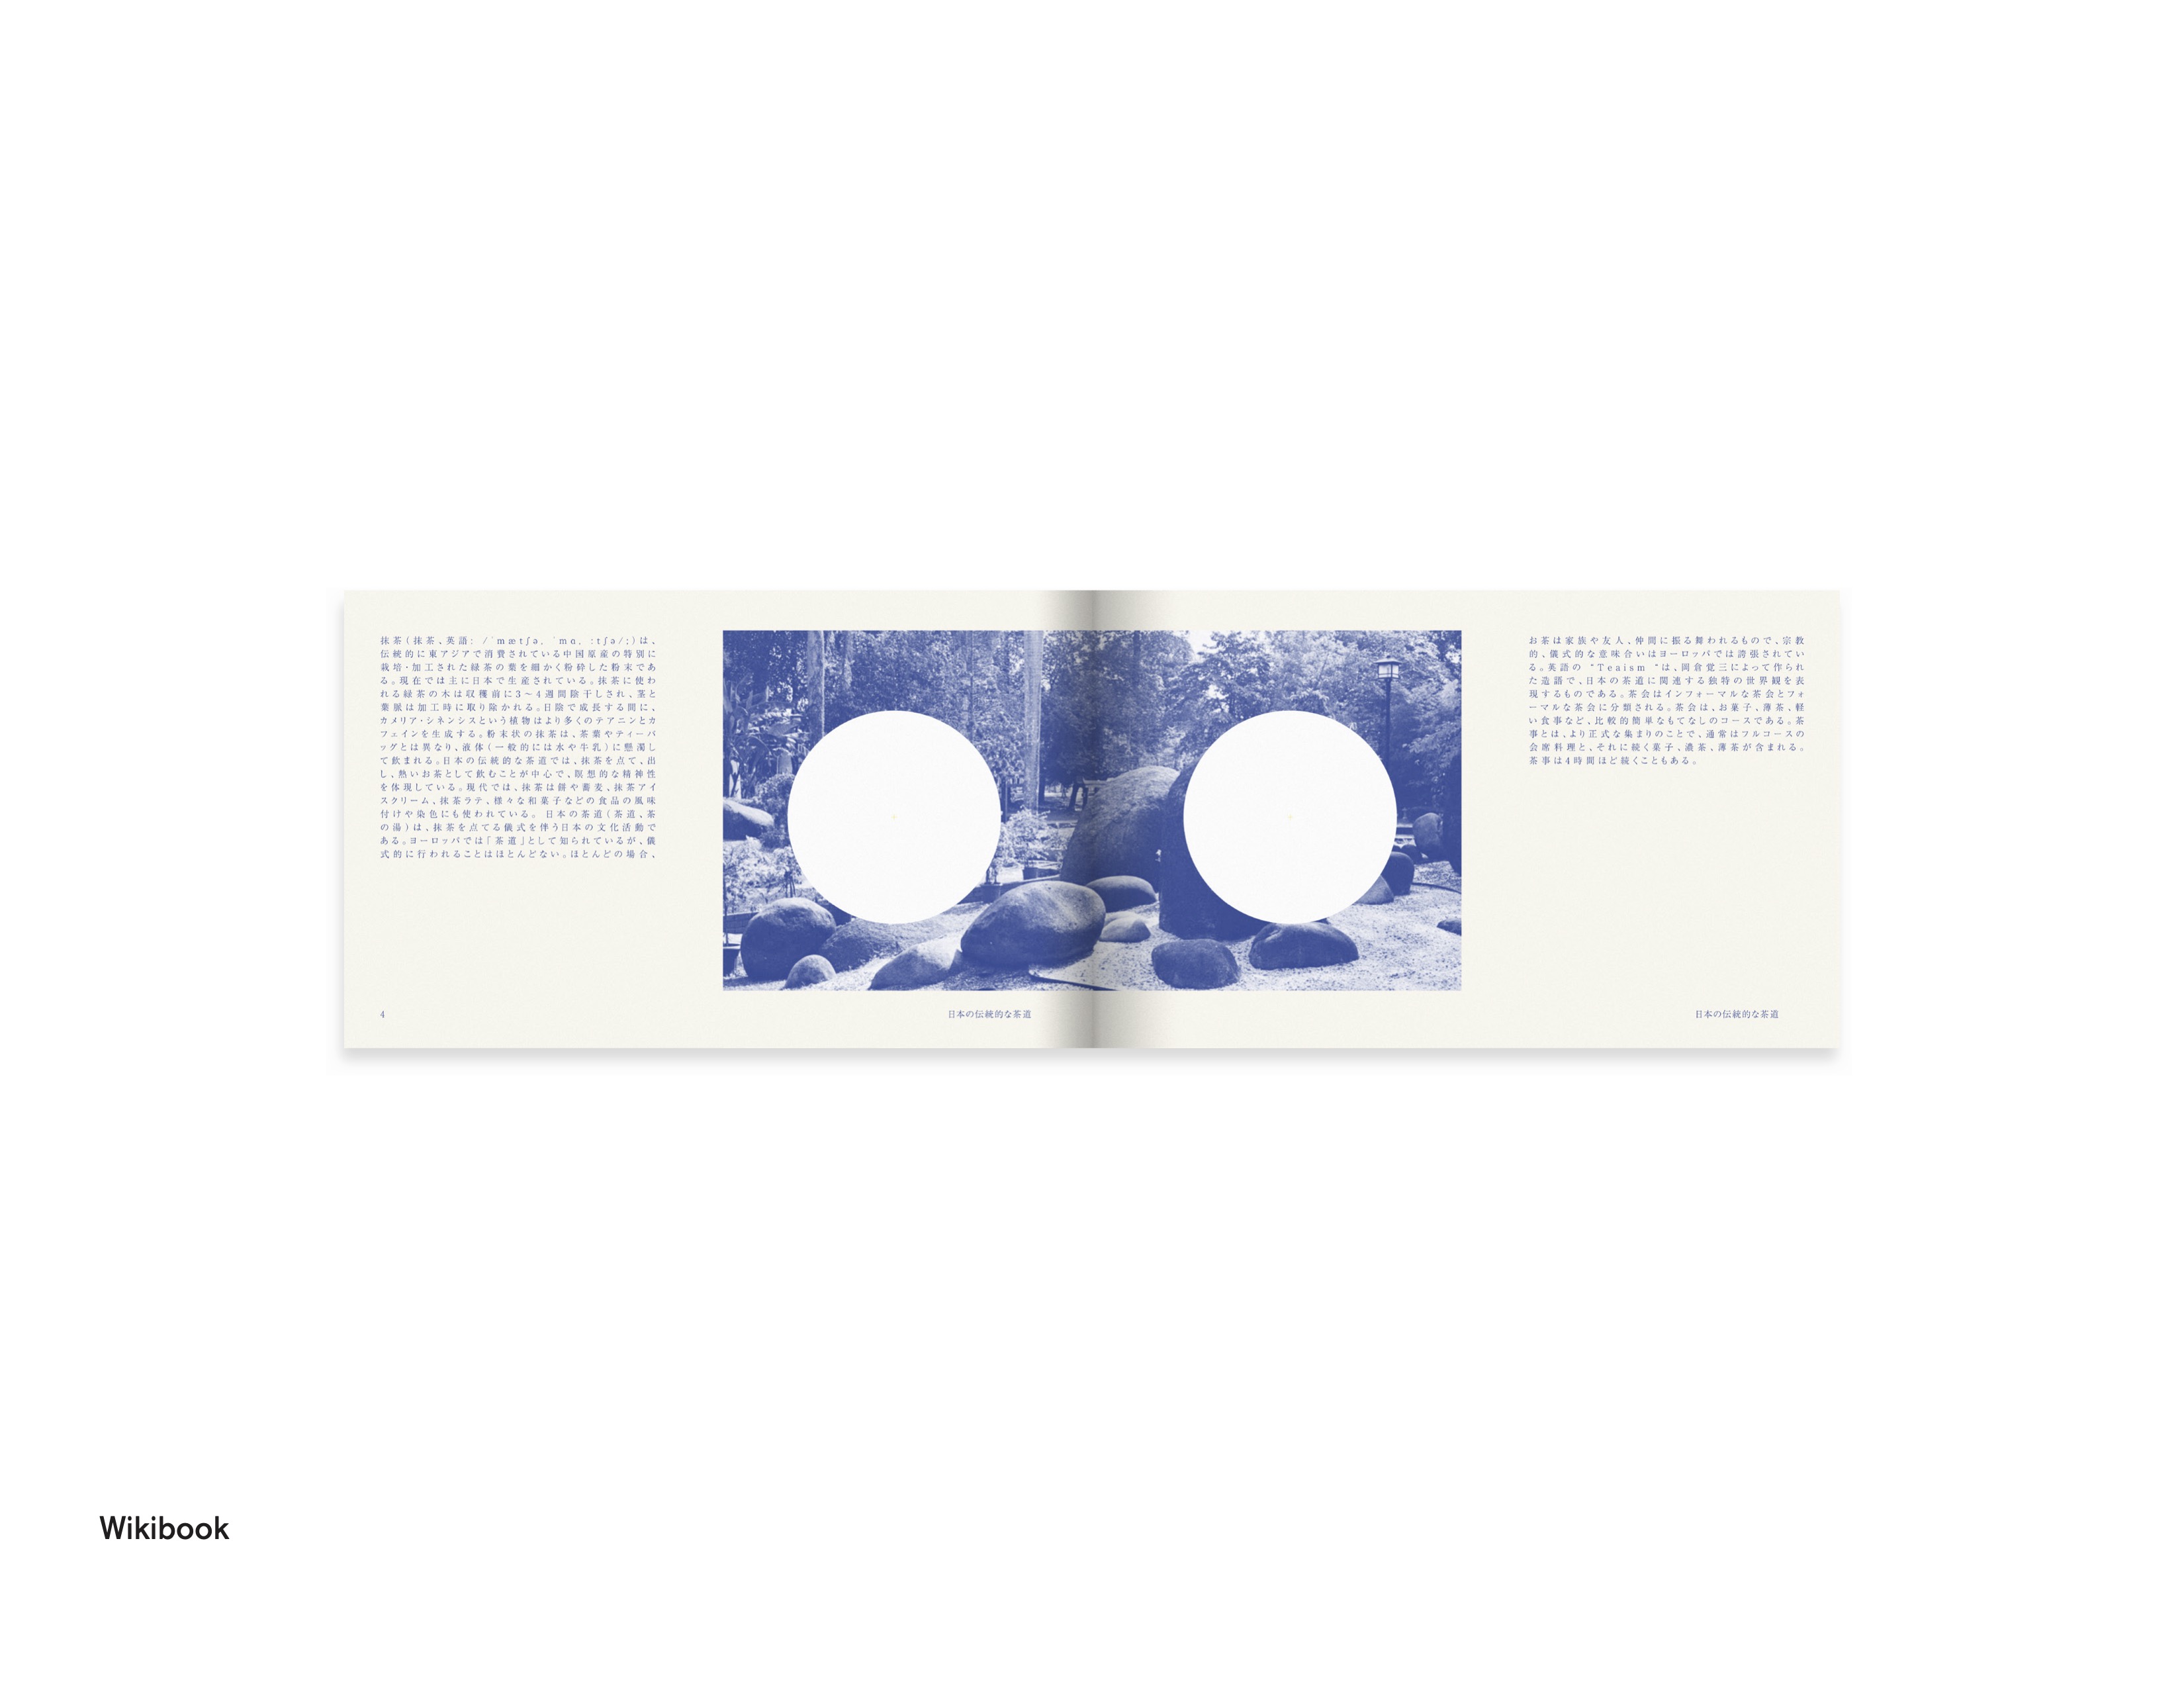 抹茶(抹茶、英語: /ˈmætʃə, ˈmɑ, :tʃə/;)は、
伝統的に東アジアで消費されている中国原産の特別に
栽培・加工された緑茶の葉を細かく粉砕した粉末であ
る。現在では主に日本で生産されている。抹茶に使わ
れる緑茶の木は収穫前に3～4週間陰干しされ、茎と
葉脈は加工時に取り除かれる。日陰で成長する間に、
カメリア・シネンシスという植物はより多くのテアニンとカ
フェインを生成する。粉末状の抹茶は、茶葉やティーバ
ッグとは異なり、液体(一般的には水や牛乳)に懸濁し
て飲まれる。日本の伝統的な茶道では、抹茶を点て、出
し、熱いお茶として飲むことが中心で、瞑想的な精神性
を体現している。現代では、抹茶は餅や蕎麦、抹茶アイ
スクリーム、抹茶ラテ、様々な和菓子などの食品の風味
付けや染色にも使われている。 日本の茶道(茶道、茶
の湯)は、抹茶を点てる儀式を伴う日本の文化活動で
ある。ヨーロッパでは「茶道」として知られているが、儀
式的に行われることはほとんどない。ほとんどの場合、
お茶は家族や友人、仲間に振る舞われるもので、宗教
的、儀式的な意味合いはヨーロッパでは誇張されてい
る。英語の "Teaism "は、岡倉覚三によって作られ
た造語で、日本の茶道に関連する独特の世界観を表
現するものである。茶会はインフォーマルな茶会とフォ
ーマルな茶会に分類される。茶会は、お菓子、薄茶、軽
い食事など、比較的簡単なもてなしのコースである。茶
事とは、より正式な集まりのことで、通常はフルコースの
会席料理と、それに続く菓子、濃茶、薄茶が含まれる。
茶事は4時間ほど続くこともある。
4
日本の伝統的な茶道
日本の伝統的な茶道
Wikibook